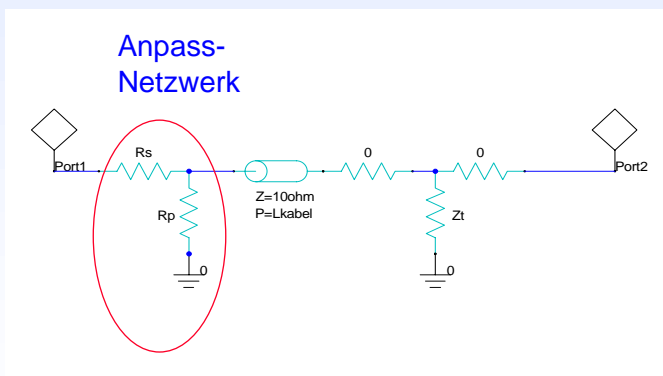 Anpass-
Netzwerk
Port1
Rs
0
0
Port2
Z=10ohm
P=Lkabel
Rp
Zt
0
0